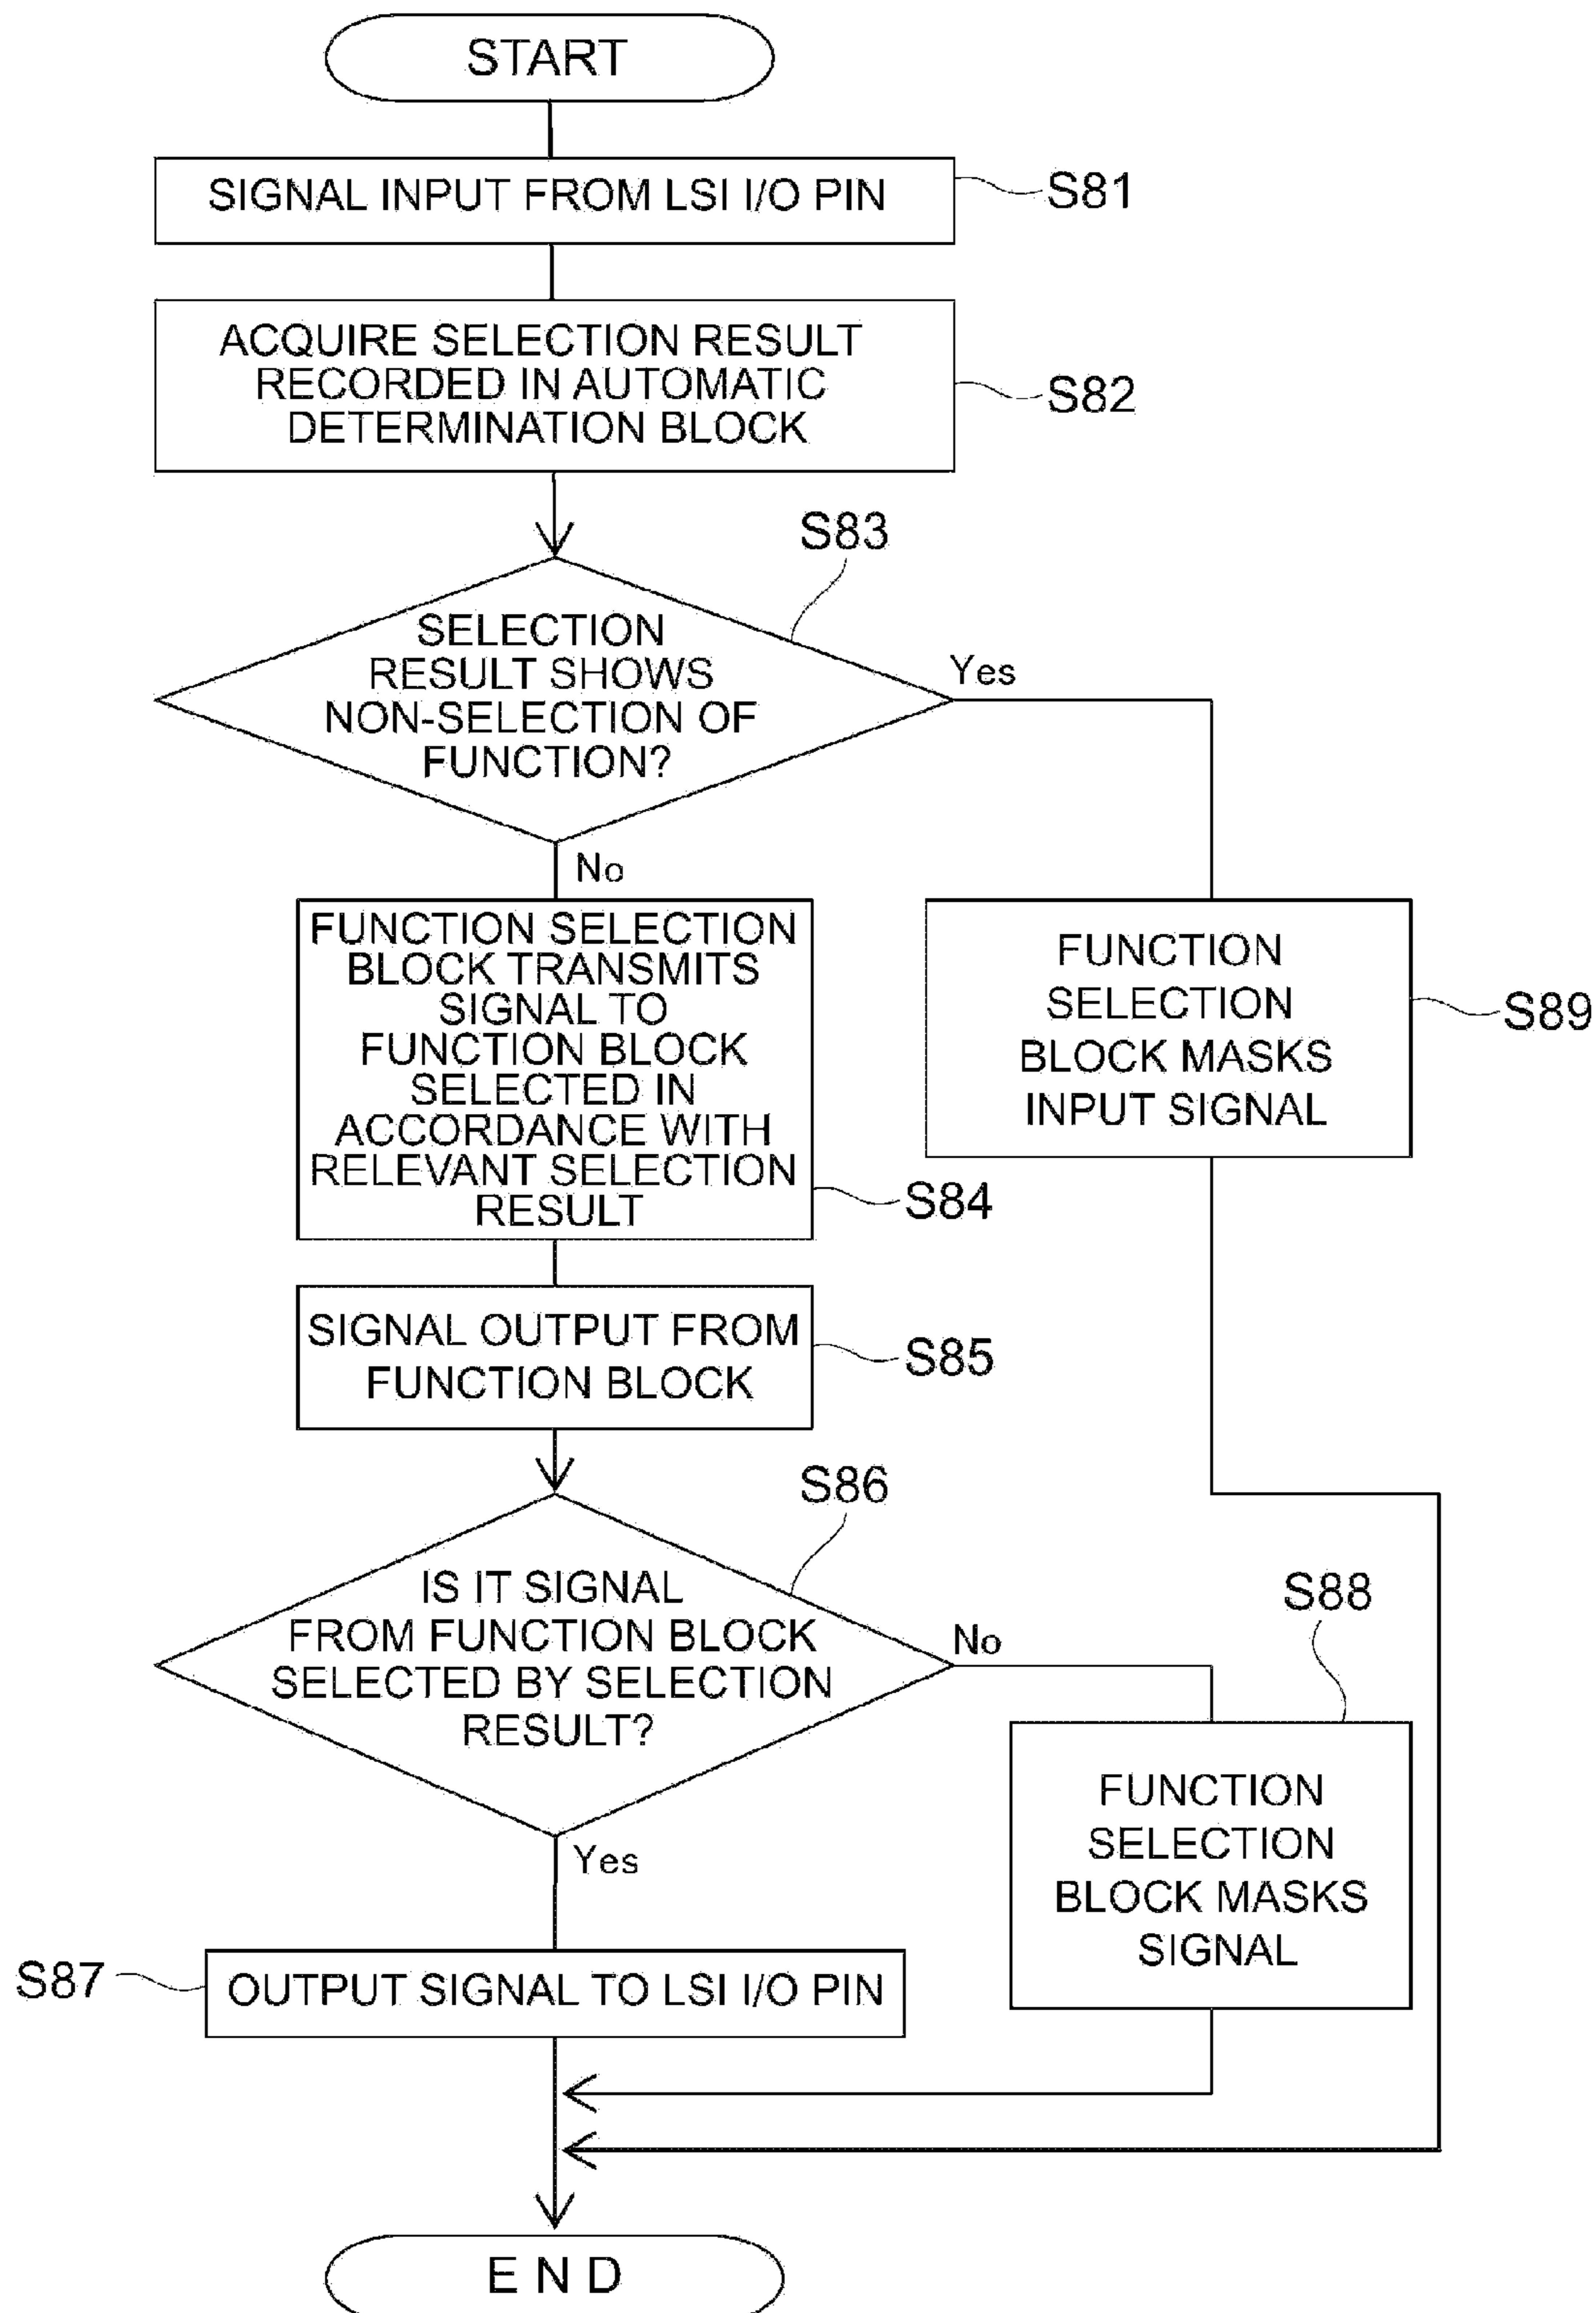 START
SIGNAL INPUT FROM LSI I/O PIN
S81
ACQUIRE SELECTION RESULT
RECORDED IN AUTOMATIC
DETERMINATION BLOCK
S82
S83
SELECTION
RESULT SHOWS
NON-SELECTION OF
FUNCTION?
Yes
No
FUNCTION SELECTION
BLOCK TRANSMITS
SIGNAL TO
FUNCTION BLOCK
SELECTED IN
ACCORDANCE WITH
RELEVANT SELECTION
RESULT
S84
FUNCTION
SELECTION
BLOCK MASKS
INPUT SIGNAL
S89
SIGNAL OUTPUT FROM
FUNCTION BLOCK
S85
S86
IS IT SIGNAL
FROM FUNCTION BLOCK
SELECTED BY SELECTION
RESULT?
No
Yes
S88
FUNCTION
SELECTION
BLOCK MASKS
SIGNAL
S87
OUTPUT SIGNAL TO LSI I/O PIN
E N D